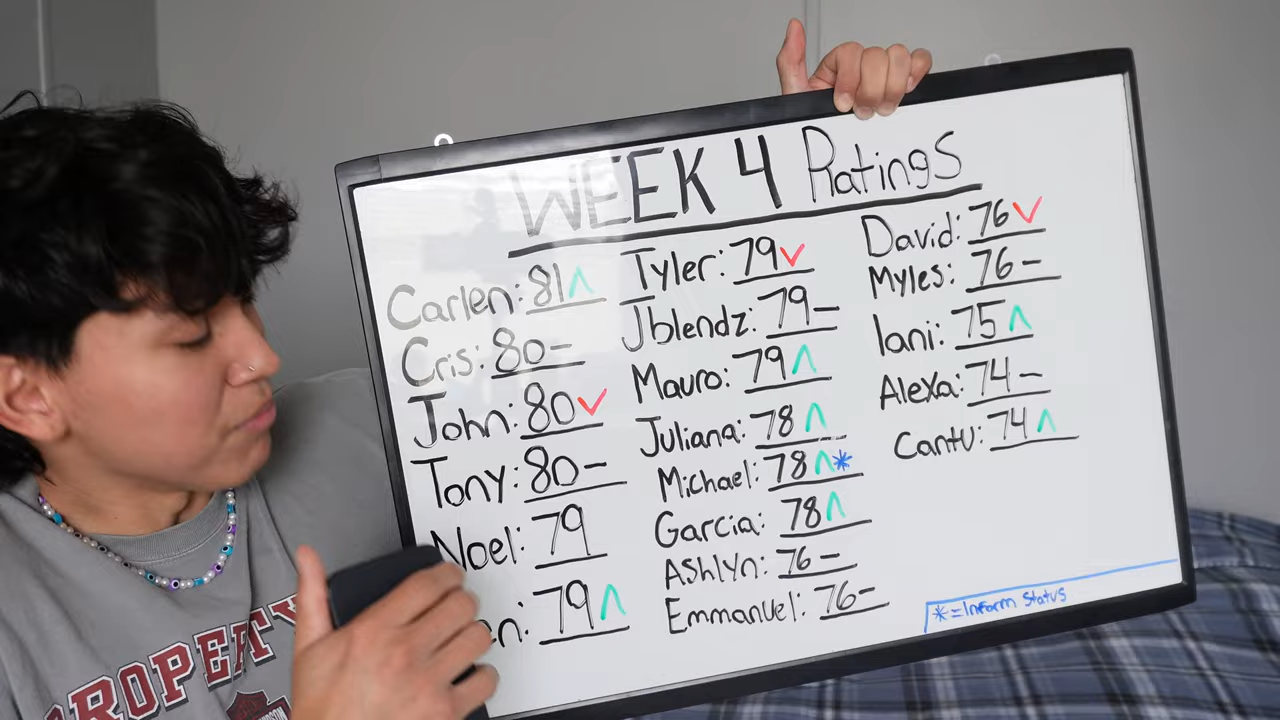 WEEK 4 Ratings
Carlen: 81 ^
Cris: 80 -
John: 80 v
Tony: 80 -
Noel: 79
79 ^
Tyler: 79 v
Jblendz: 79 -
Mauro: 79 ^
Juliana: 78 ^
Michael: 78 ^ *
Garcia: 78 ^
Ashlyn: 76 -
Emmanuel: 76 -
David: 76 v
Myles: 76 -
Iani: 75 ^
Alexa: 74 -
Cantu: 74 ^
* = Inform Status
PROPERTY